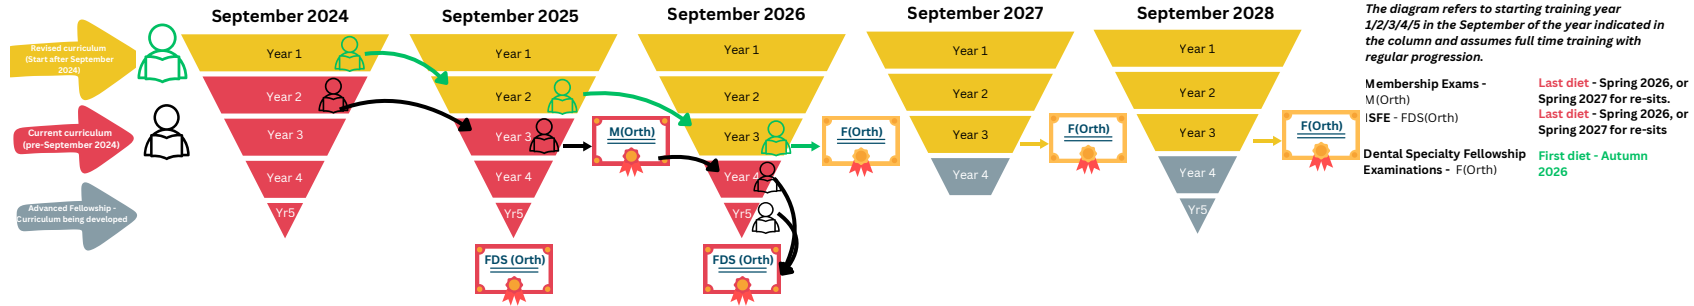 September 2024
September 2025
September 2026
September 2027
September 2028
Revised curriculum
(Start after September
2024)
Current curriculum
(pre-September 2024)
Advanced Fellowship -
Curriculum being developed
Year 1
Year 2
Year 3
Year 4
Yr5
Year 1
Year 2
Year 3
Year 4
Yr5
M(Orth)
FDS (Orth)
Year 1
Year 2
Year 3
Year 4
Yr5
F(Orth)
FDS (Orth)
Year 1
Year 2
Year 3
Year 4
F(Orth)
Year 1
Year 2
Year 3
Year 4
Yr5
F(Orth)
The diagram refers to starting training year
1/2/3/4/5 in the September of the year indicated in
the column and assumes full time training with
regular progression.
Membership Exams -
M(Orth)
ISFE - FDS(Orth)
Last diet - Spring 2026, or
Spring 2027 for re-sits.
Last diet - Spring 2026, or
Spring 2027 for re-sits
Dental Specialty Fellowship
Examinations - F(Orth)
First diet - Autumn
2026